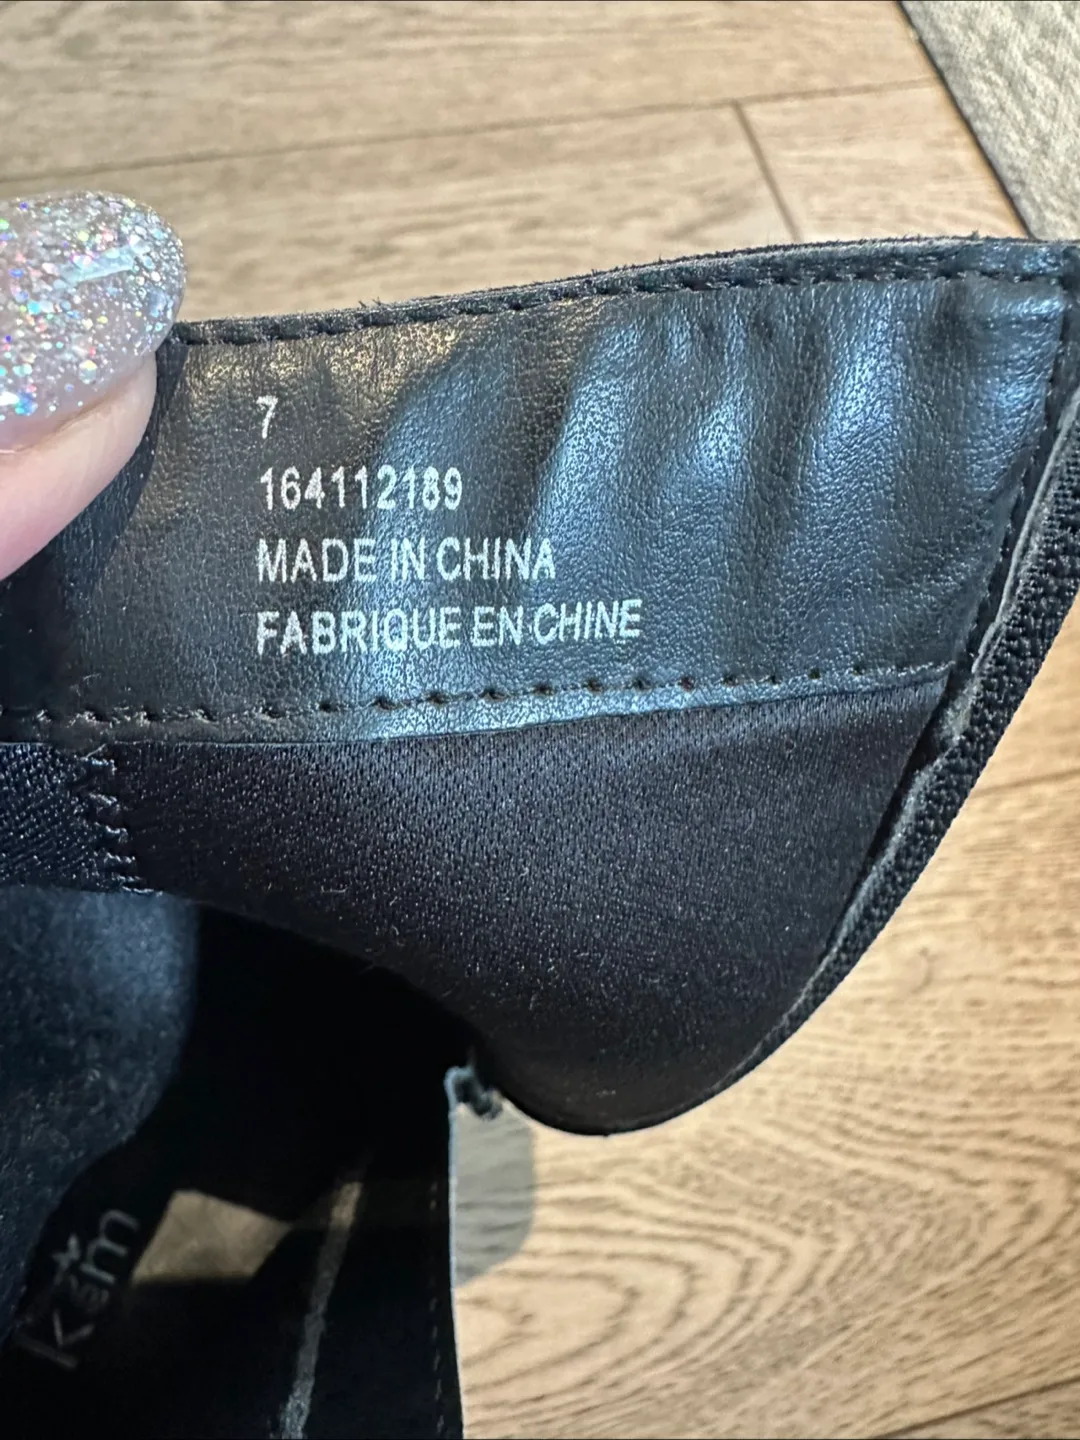 7
164112189
MADE IN CHINA
FABRIQUE EN CHINE